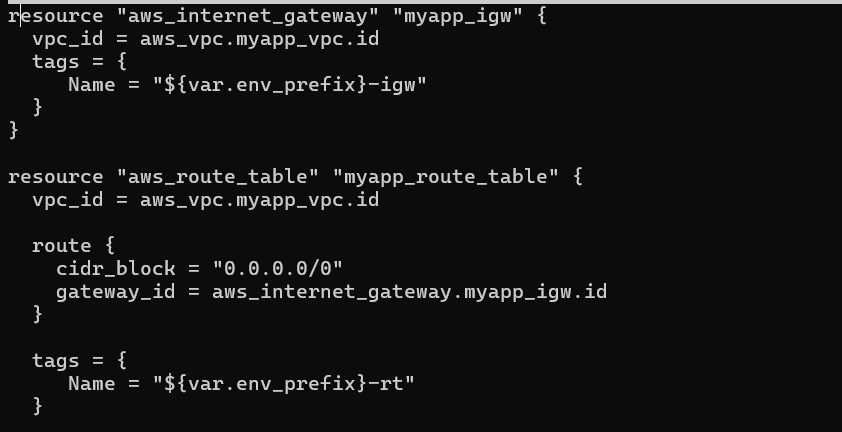 resource "aws_internet_gateway" "myapp_igw" {
  vpc_id = aws_vpc.myapp_vpc.id
  tags = {
     Name = "${var.env_prefix}-igw"
  }
}

resource "aws_route_table" "myapp_route_table" {
  vpc_id = aws_vpc.myapp_vpc.id

  route {
    cidr_block = "0.0.0.0/0"
    gateway_id = aws_internet_gateway.myapp_igw.id
  }

  tags = {
     Name = "${var.env_prefix}-rt"
  }